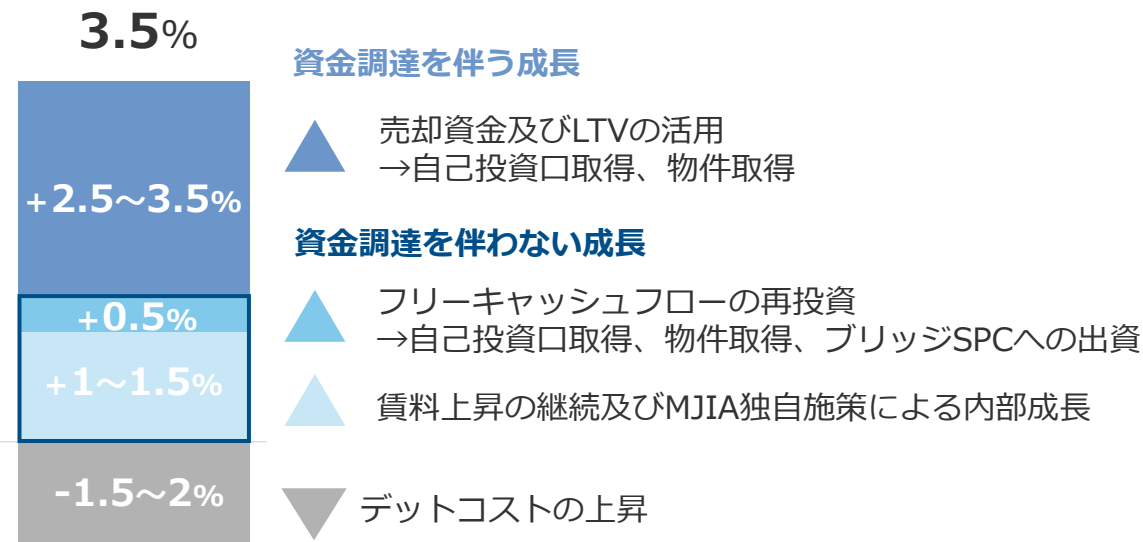 3.5%
資金調達を伴う成長
売却資金及びLTVの活用
→自己投資口取得、物件取得
+2.5～3.5%
資金調達を伴わない成長
フリーキャッシュフローの再投資
→自己投資口取得、物件取得、ブリッジSPCへの出資
+0.5%
+1～1.5%
賃料上昇の継続及びMJIA独自施策による内部成長
-1.5～2%
デットコストの上昇